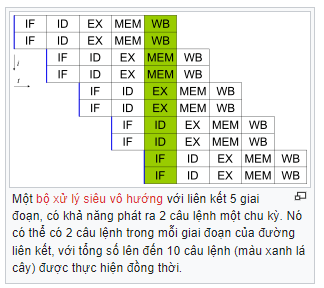 IF ID EX MEM WB
IF ID EX MEM WB
i IF ID EX MEM WB
IF ID EX MEM WB
t IF ID EX MEM WB
IF ID EX MEM WB
IF ID EX MEM WB
IF ID EX MEM WB
IF ID EX MEM WB
IF ID EX MEM WB
Một bộ xử lý siêu vô hướng với liên kết 5 giai
đoạn, có khả năng phát ra 2 câu lệnh một chu kỳ. Nó
có thể có 2 câu lệnh trong mỗi giai đoạn của đường
liên kết, với tổng số lên đến 10 câu lệnh (màu xanh lá
cây) được thực hiện đồng thời.